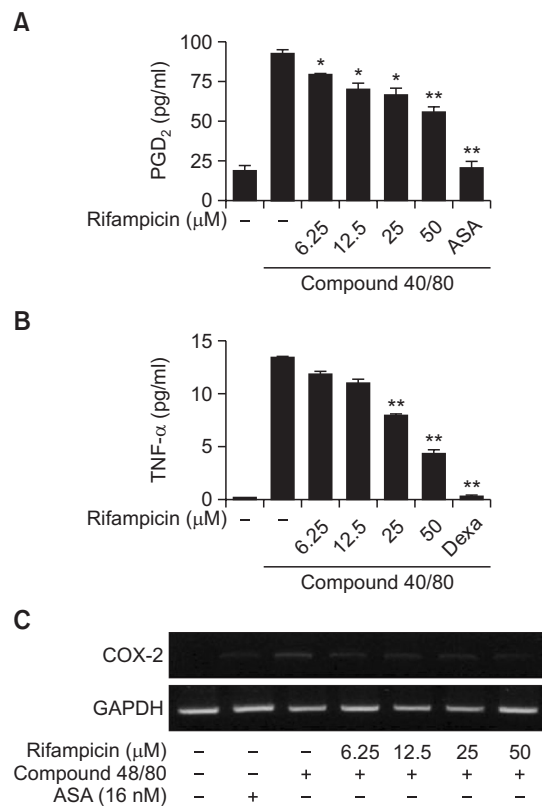 A
100
75
50
25
0
PGD2 (pg/ml)
* * * ** **
Rifampicin (μM) – – 6.25 12.5 25 50 ASA
Compound 40/80
B
15
10
5
0
TNF-α (pg/ml)
** ** **
Rifampicin (μM) – – 6.25 12.5 25 50 Dexa
Compound 40/80
C
COX-2
GAPDH
Rifampicin (μM) – – – 6.25 12.5 25 50
Compound 48/80 – – + + + + +
ASA (16 nM) – + – – – – –